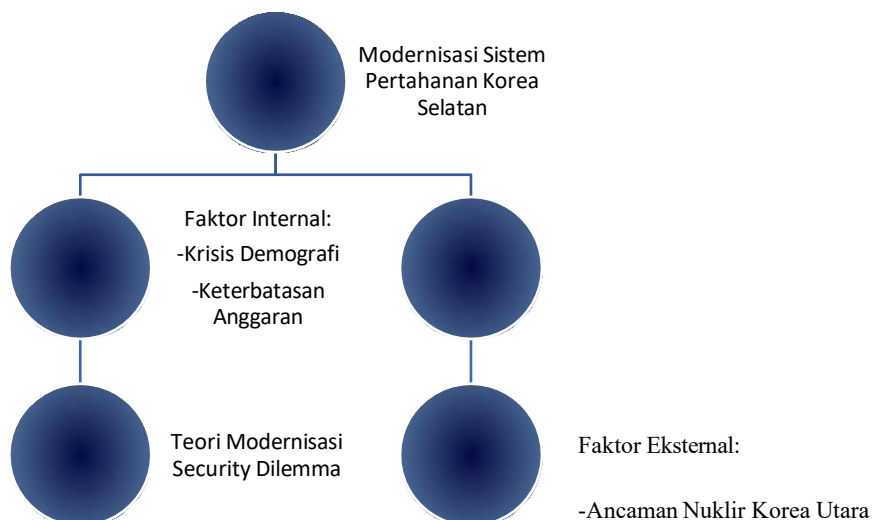 Modernisasi Sistem
Pertahanan Korea
Selatan
Faktor Internal:
-Krisis Demografi
-Keterbatasan
Anggaran
Teori Modernisasi
Security Dilemma
Faktor Eksternal:
-Ancaman Nuklir Korea Utara